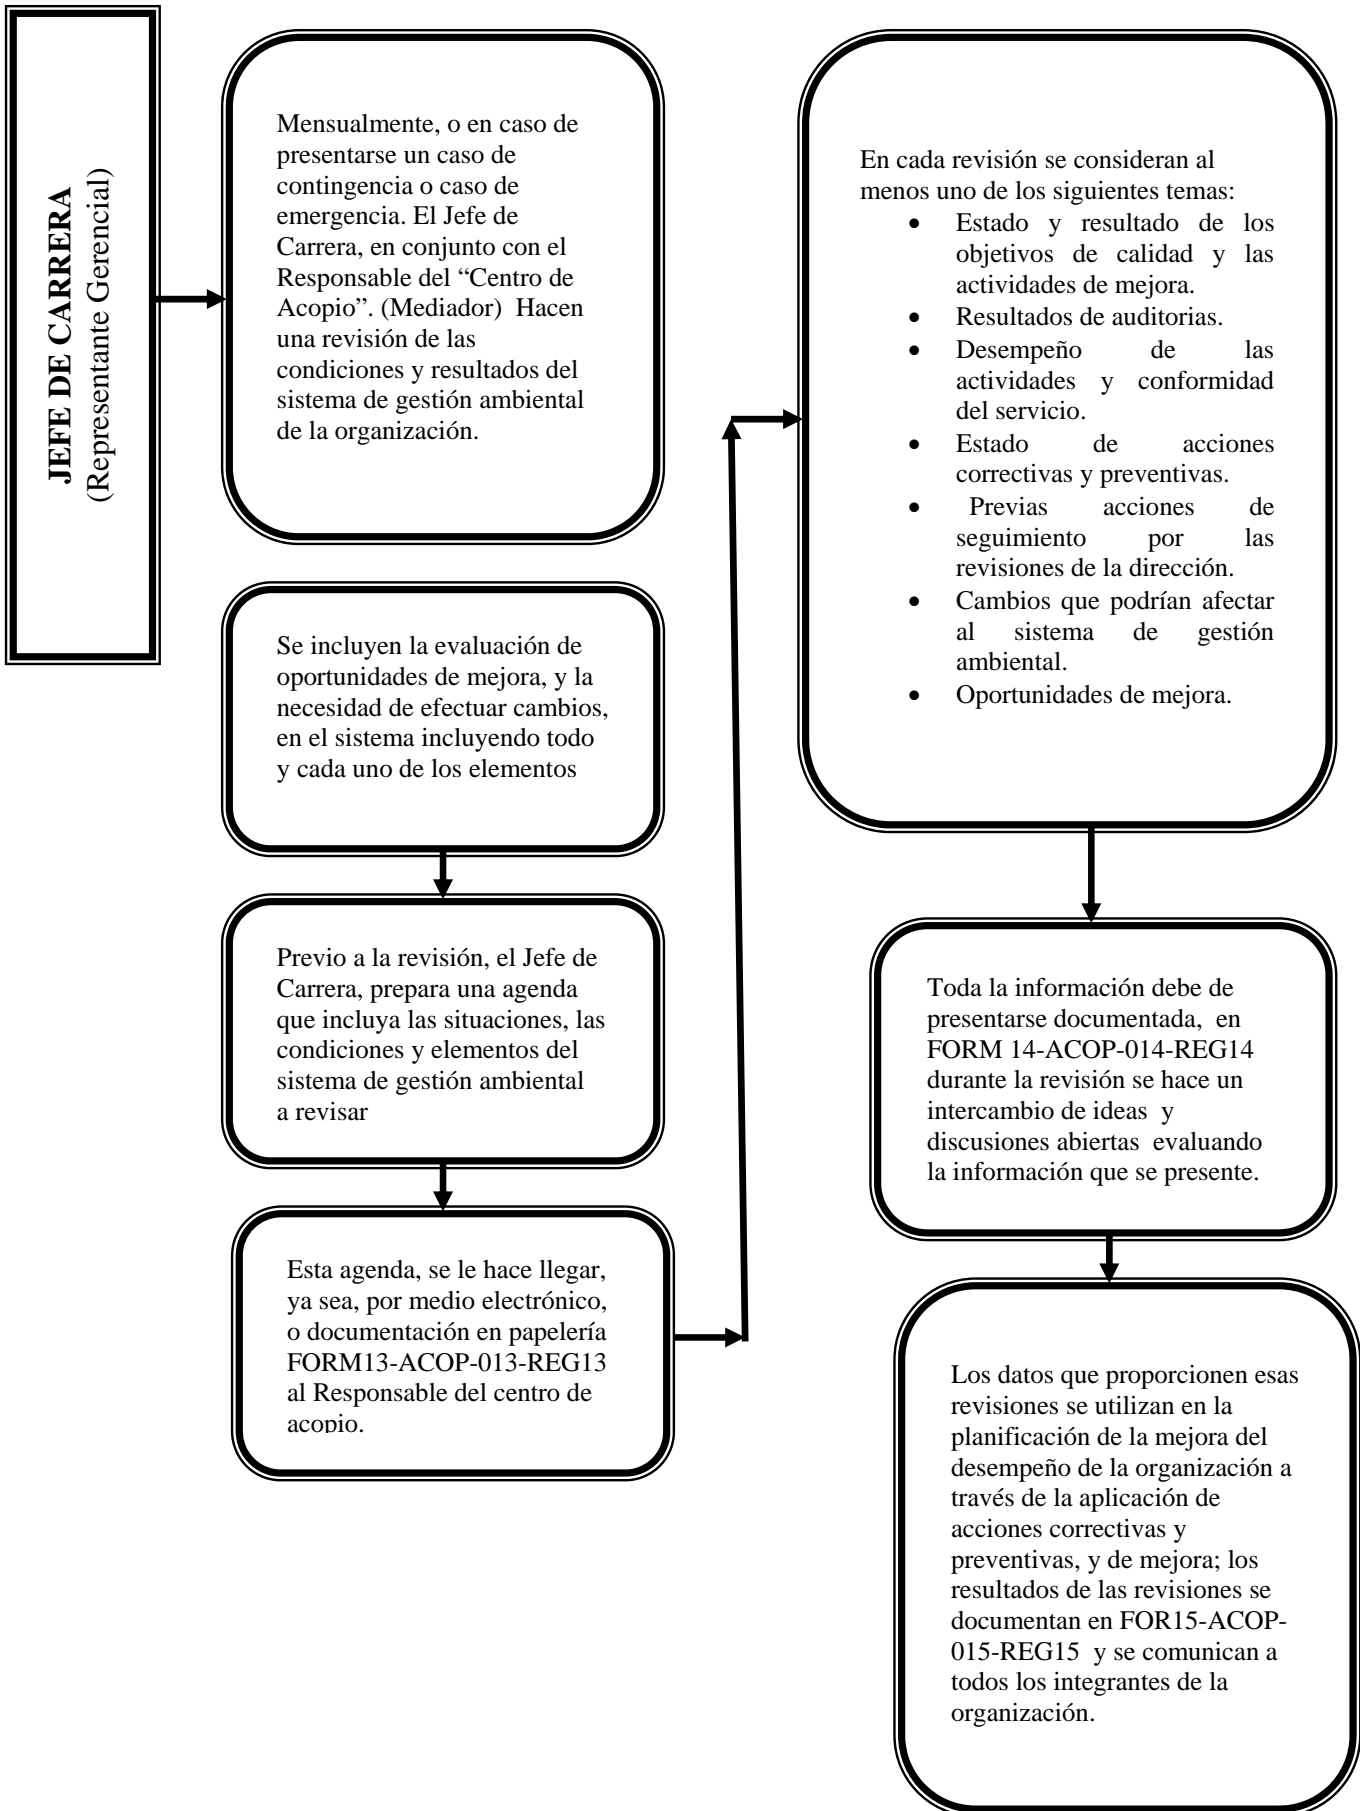 JEFE DE CARRERA
(Representante Gerencial)
Mensualmente, o en caso de
presentarse un caso de
contingencia o caso de
emergencia. El Jefe de
Carrera, en conjunto con el
Responsable del “Centro de
Acopio”. (Mediador)  Hacen
una revisión de las
condiciones y resultados del
sistema de gestión ambiental
de la organización.
Se incluyen la evaluación de
oportunidades de mejora, y la
necesidad de efectuar cambios,
en el sistema incluyendo todo
y cada uno de los elementos
Previo a la revisión, el Jefe de
Carrera, prepara una agenda
que incluya las situaciones, las
condiciones y elementos del
sistema de gestión ambiental
a revisar
Esta agenda, se le hace llegar,
ya sea, por medio electrónico,
o documentación en papelería
FORM13-ACOP-013-REG13
al Responsable del centro de
acopio.
En cada revisión se consideran al
menos uno de los siguientes temas:
• Estado y resultado de los
objetivos de calidad y las
actividades de mejora.
• Resultados de auditorias.
• Desempeño de las
actividades y conformidad
del servicio.
• Estado de acciones
correctivas y preventivas.
• Previas acciones de
seguimiento por las
revisiones de la dirección.
• Cambios que podrían afectar
al sistema de gestión
ambiental.
• Oportunidades de mejora.
Toda la información debe de
presentarse documentada,  en
FORM 14-ACOP-014-REG14
durante la revisión se hace un
intercambio de ideas  y
discusiones abiertas  evaluando
la información que se presente.
Los datos que proporcionen esas
revisiones se utilizan en la
planificación de la mejora del
desempeño de la organización a
través de la aplicación de
acciones correctivas y
preventivas, y de mejora; los
resultados de las revisiones se
documentan en FOR15-ACOP-
015-REG15  y se comunican a
todos los integrantes de la
organización.